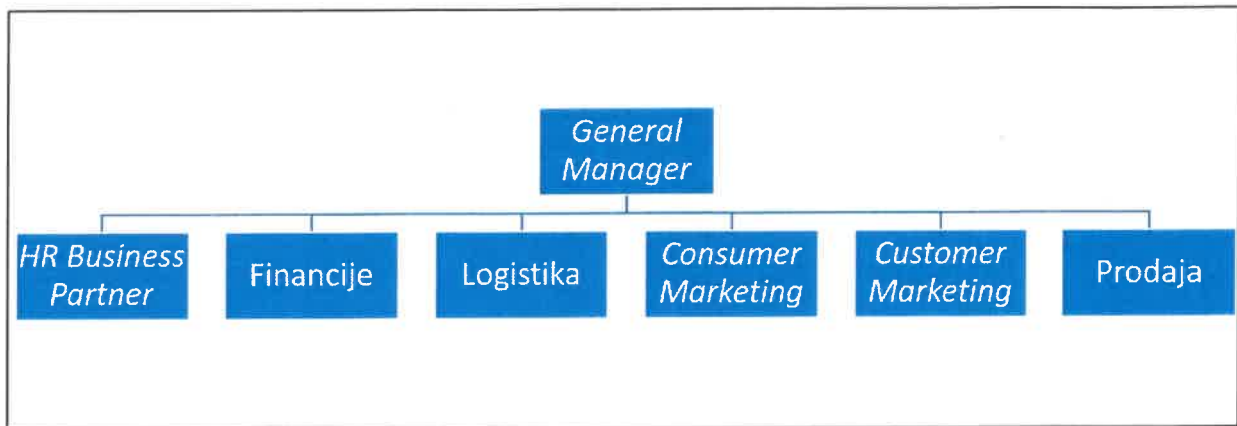 General
Manager
HR Business
Partner
Financije
Logistika
Consumer
Marketing
Customer
Marketing
Prodaja